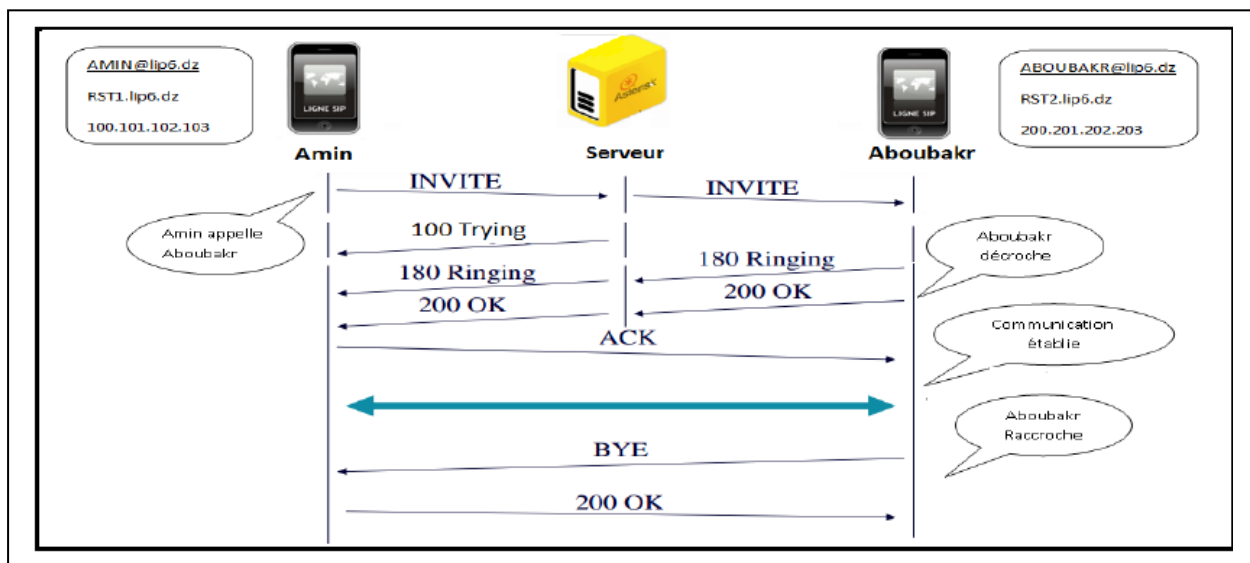 AMIN@lip6.dz
RST1.lip6.dz
100.101.102.103
LIGNE SIP
Asterisk
LIGNE SIP
ABOUBAKR@lip6.dz
RST2.lip6.dz
200.201.202.203
Amin
Serveur
Aboubakr
INVITE
INVITE
Amin appelle
Aboubakr
100 Trying
Aboubakr
décroche
180 Ringing
180 Ringing
200 OK
200 OK
ACK
Communication
établie
Aboubakr
Raccroche
BYE
200 OK